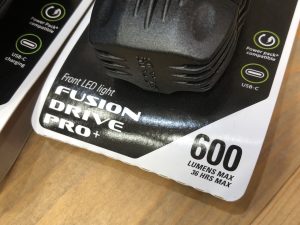 Power Pack+
compatible
USB-C
charging
Power Pack+
compatible
USB-C
Front LED light
FUSION
DRIVE
PRO+
600
LUMENS MAX
36 HRS MAX